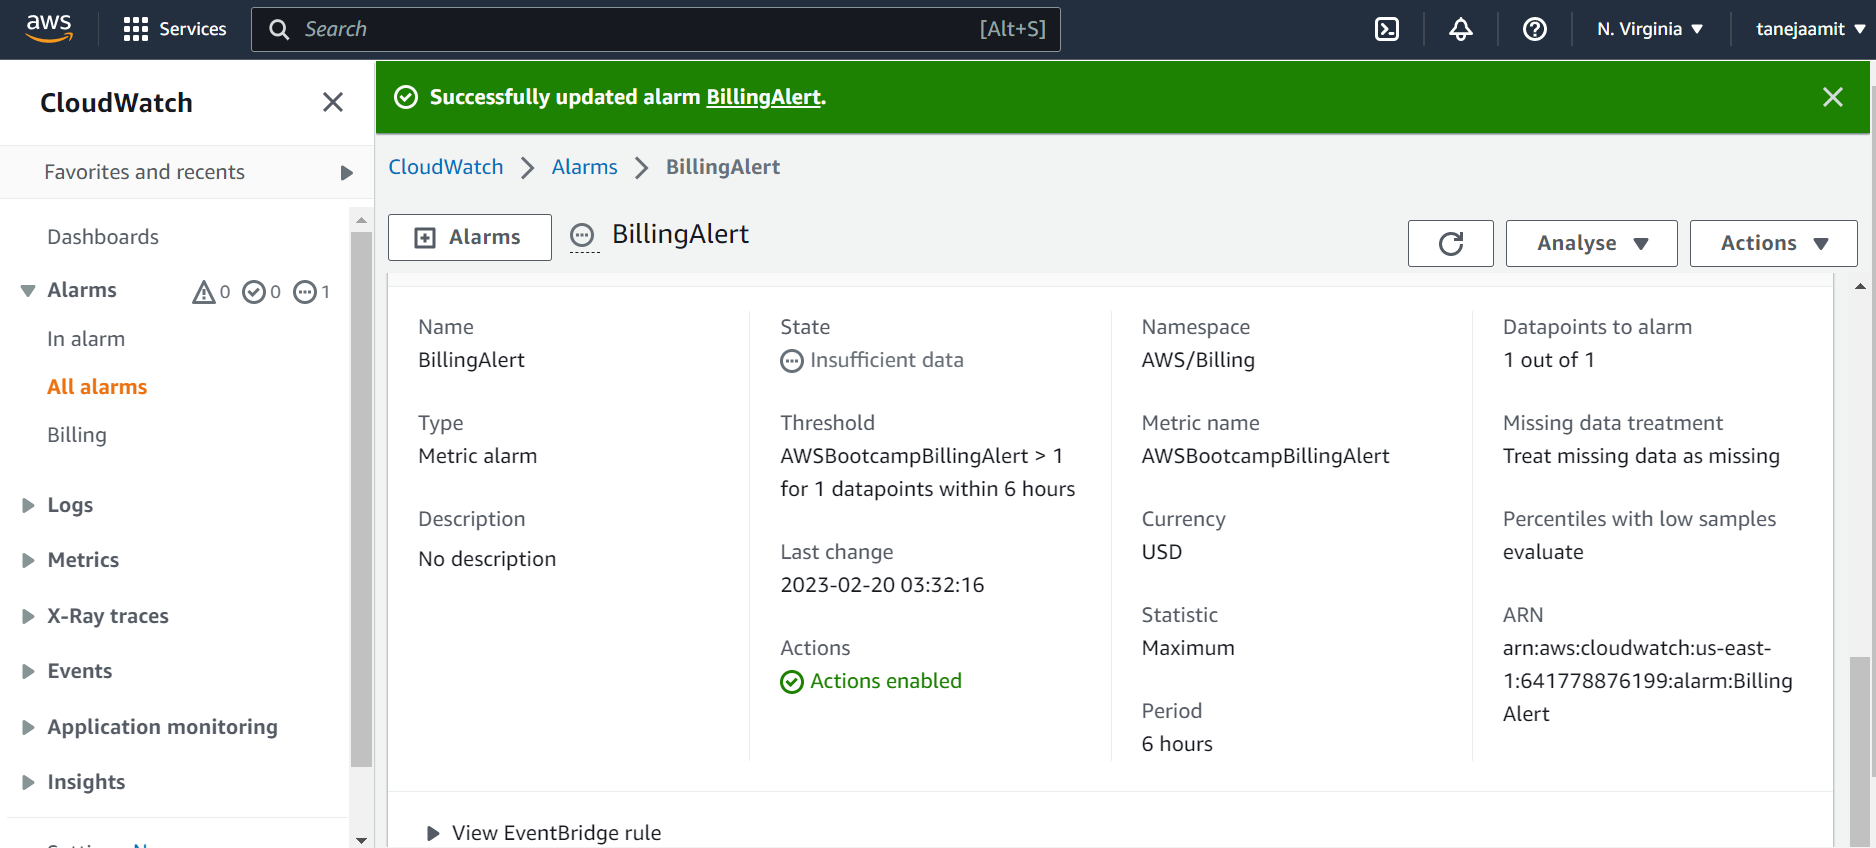 aws
Services
Search
[Alt+S]
N. Virginia
tanejaamit
CloudWatch
Favorites and recents
Dashboards
Alarms
0
0
1
In alarm
All alarms
Billing
Logs
Metrics
X-Ray traces
Events
Application monitoring
Insights
Successfully updated alarm BillingAlert.
CloudWatch
Alarms
BillingAlert
Alarms
BillingAlert
Analyse
Actions
Name
BillingAlert
Type
Metric alarm
Description
No description
State
Insufficient data
Threshold
AWSBootcampBillingAlert > 1
for 1 datapoints within 6 hours
Last change
2023-02-20 03:32:16
Actions
Actions enabled
Namespace
AWS/Billing
Metric name
AWSBootcampBillingAlert
Currency
USD
Statistic
Maximum
Period
6 hours
Datapoints to alarm
1 out of 1
Missing data treatment
Treat missing data as missing
Percentiles with low samples
evaluate
ARN
arn:aws:cloudwatch:us-east-
1:641778876199:alarm:Billing
Alert
View EventBridge rule